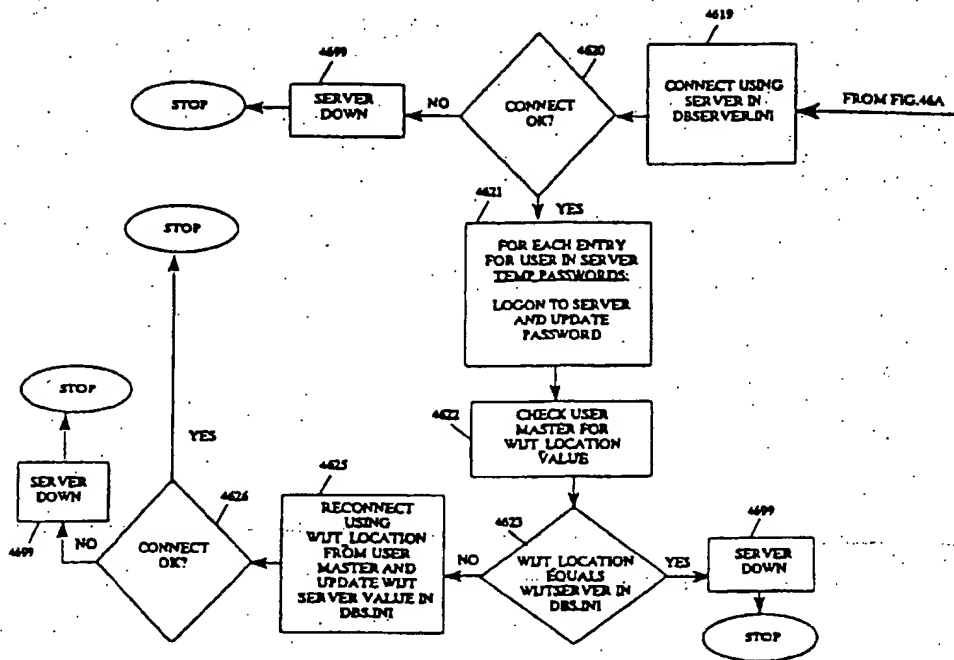 4619
CONNECT USING
SERVER IN
DBSERVER.INI
FROM FIG.46A
4620
CONNECT
OK?
NO
4699
SERVER
DOWN
STOP
YES
4621
FOR EACH ENTRY
FOR USER IN SERVER
TEMP_PASSWORDS:
LOGON TO SERVER
AND UPDATE
PASSWORD
4622
CHECK USER
MASTER FOR
WUT_LOCATION
VALUE
4623
WUT_LOCATION
EQUALS
WUTSERVER IN
DBS.INI
YES
4699
SERVER
DOWN
STOP
NO
4625
RECONNECT
USING
WUT_LOCATION
FROM USER
MASTER AND
UPDATE WUT
SERVER VALUE IN
DBS.INI
4626
CONNECT
OK?
YES
STOP
NO
4699
SERVER
DOWN
STOP